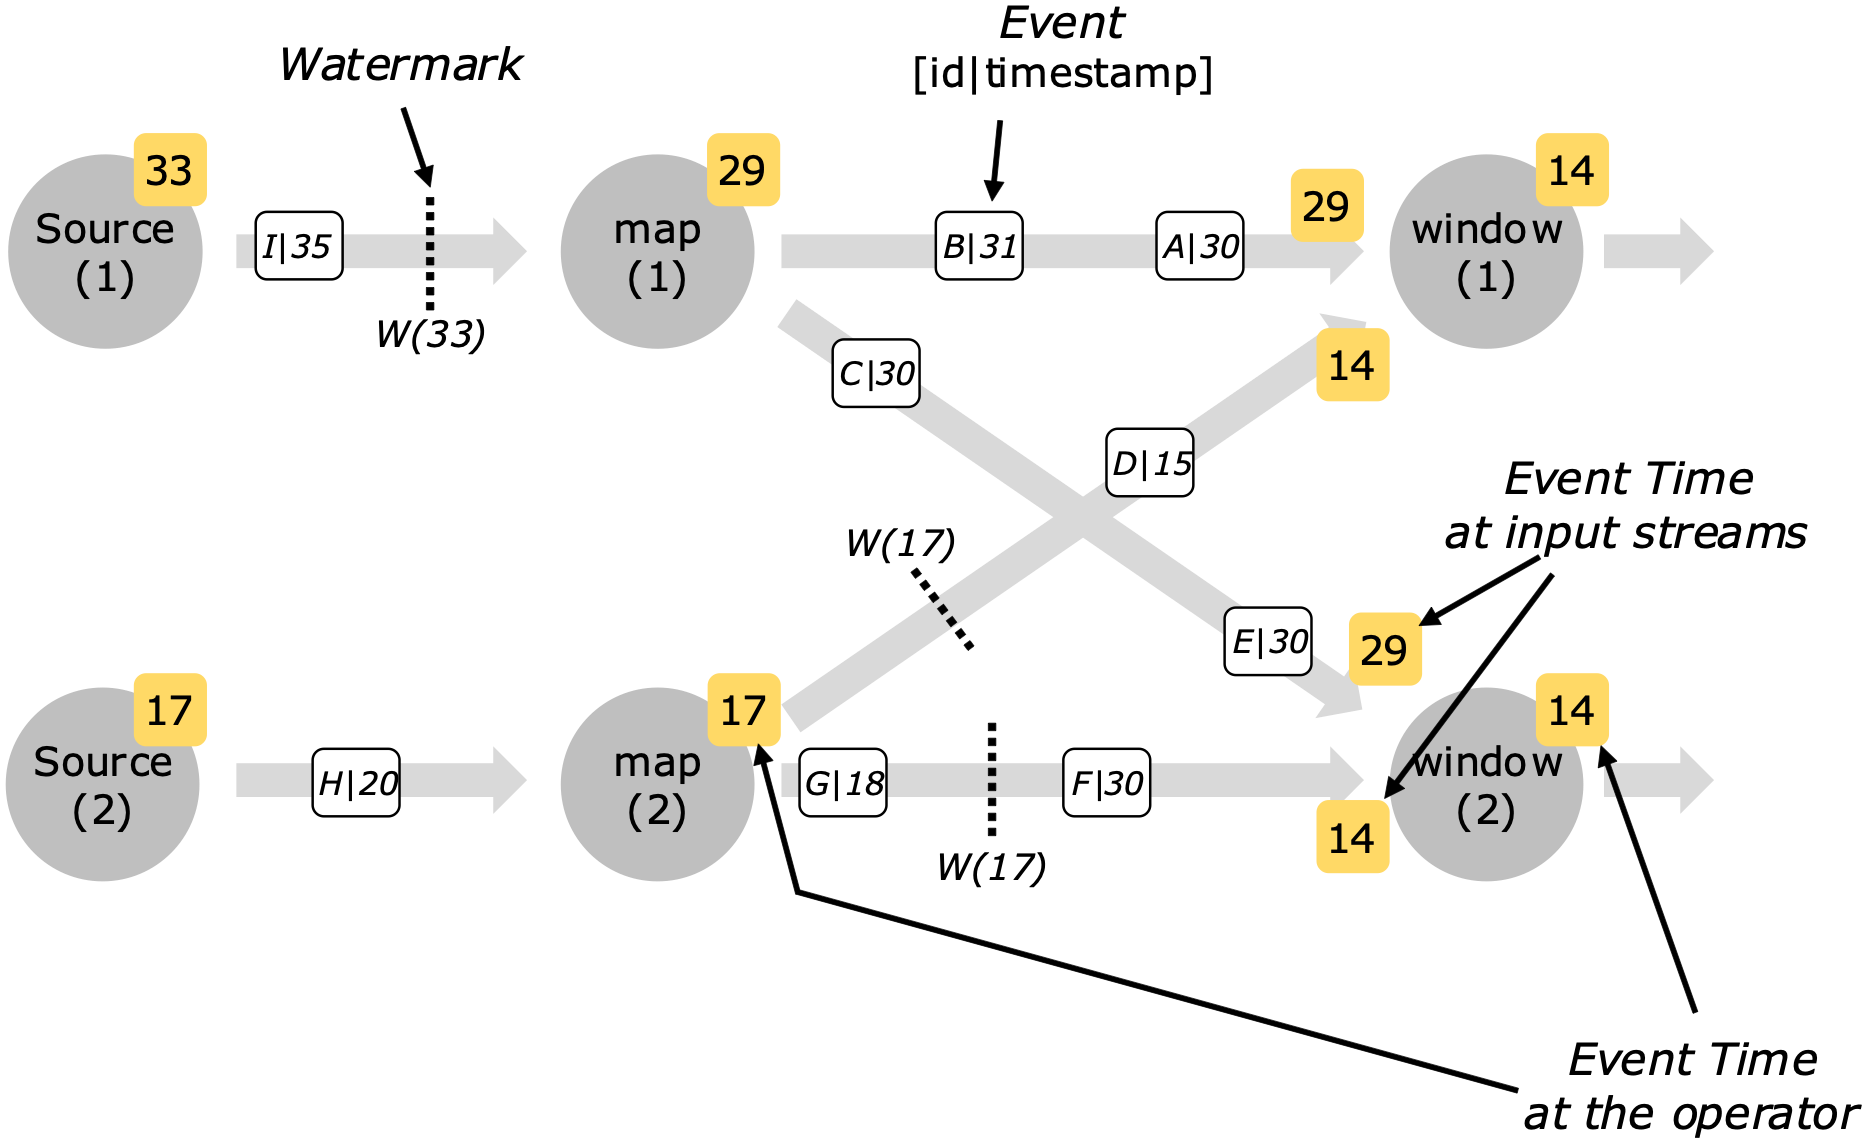 Event
Watermark
[id|timestamp]
33
29
14
29
Source
(1)
I|35
map
(1)
B|31
A|30
window
(1)
W(33)
C|30
14
D|15
Event Time
at input streams
W(17)
E|30
29
17
17
14
Source
(2)
H|20
map
(2)
G|18
F|30
window
(2)
14
W(17)
Event Time
at the operator